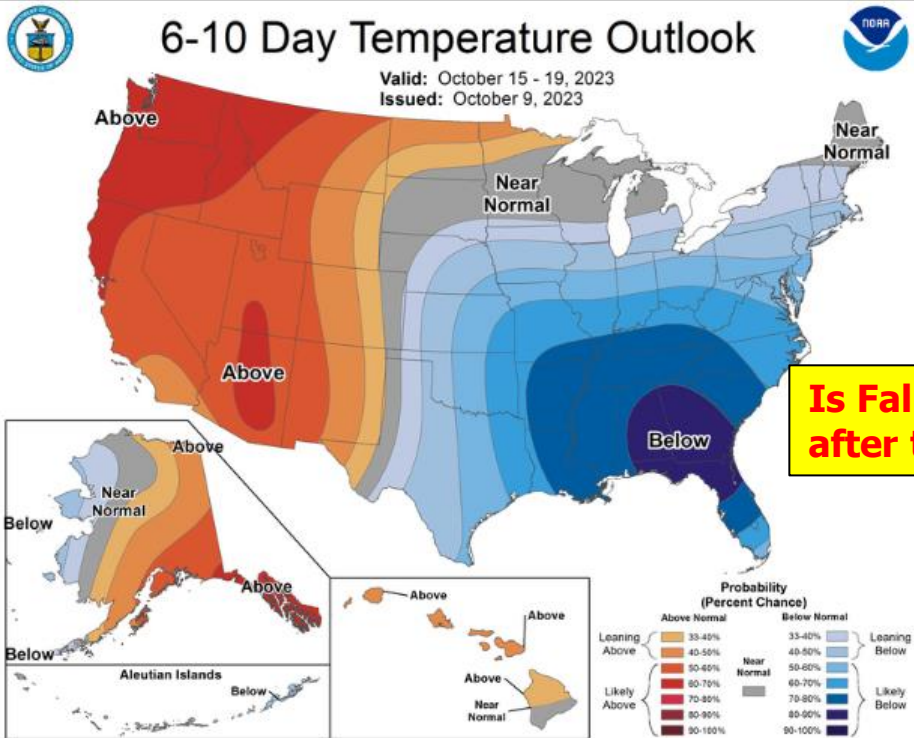 6-10 Day Temperature Outlook
Valid: October 15 - 19, 2023
Issued: October 9, 2023
NOAA
Above
Near
Normal
Near
Normal
Above
Below
Is Fal
after t
Above
Near
Normal
Below
Above
Below
Aleutian Islands
Below
Above
Above
Above
Near
Normal
Probability
(Percent Chance)
Above Normal
Below Normal
Leaning
Above
33-40%
40-50%
Likely
Above
50-60%
60-70%
70-80%
80-90%
90-100%
Near
Normal
33-40%
40-50%
Leaning
Below
50-60%
60-70%
70-80%
80-90%
90-100%
Likely
Below